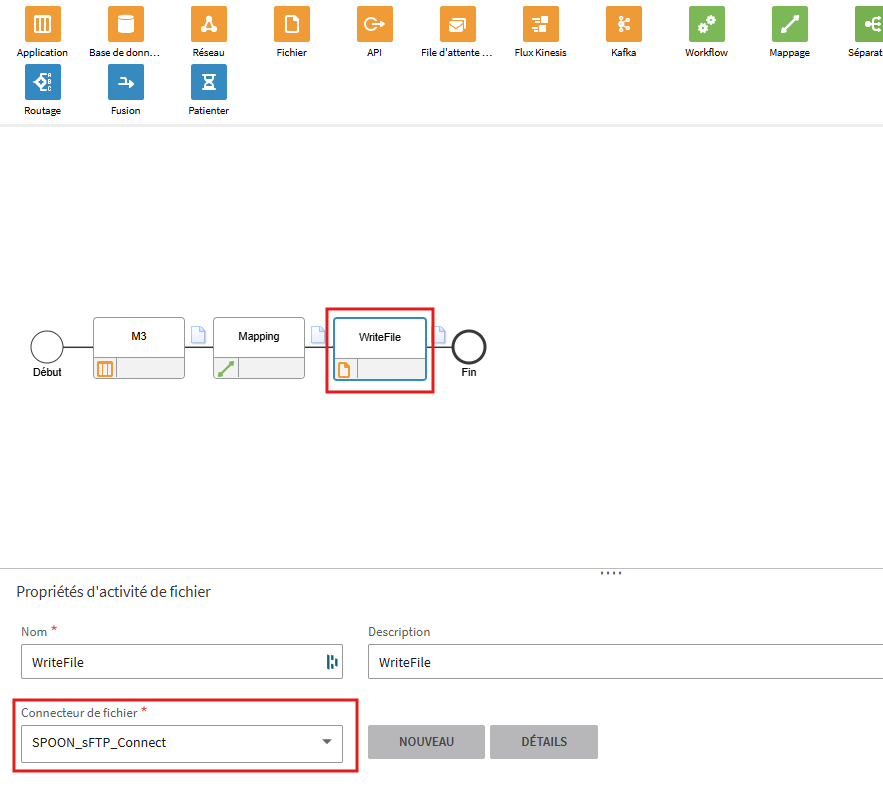 Application
Base de donn...
Réseau
Fichier
API
File d'attente ...
Flux Kinesis
Kafka
Workflow
Mappage
Séparat
Routage
Fusion
Patienter
M3
Mapping
WriteFile
Début
Fin
Propriétés d'activité de fichier
Nom *
Description
WriteFile
WriteFile
Connecteur de fichier *
SPOON_sFTP_Connect
NOUVEAU
DÉTAILS